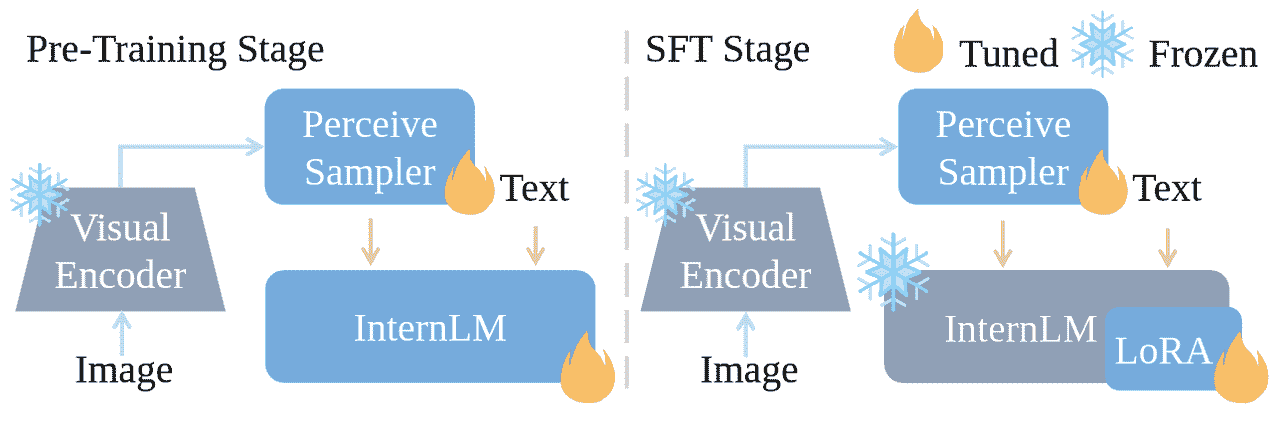 Pre-Training Stage
Perceive
Sampler
Text
Visual
Encoder
InternLM
Image
SFT Stage
Tuned
Frozen
Perceive
Sampler
Text
Visual
Encoder
InternLM
LoRA
Image